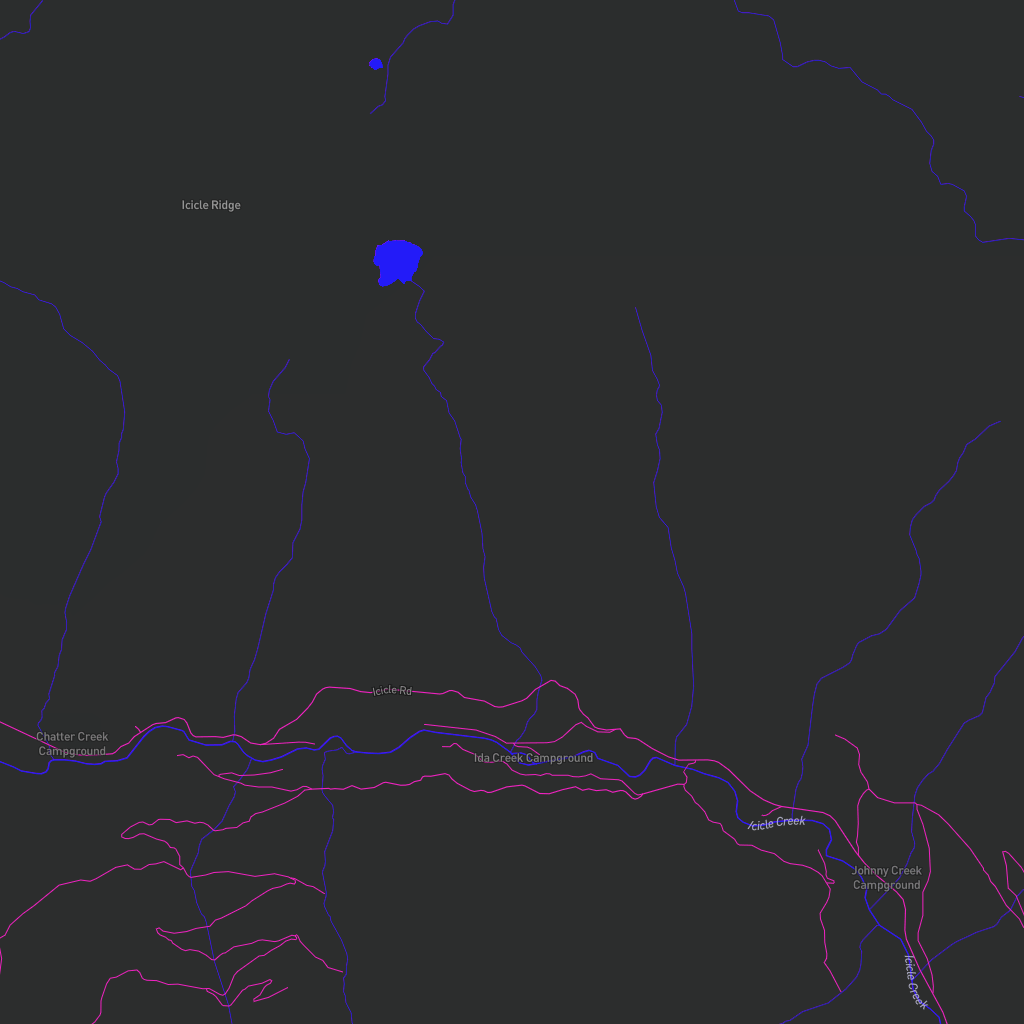 Icicle Ridge
Icicle Rd
Chatter Creek
Campground
Ida Creek Campground
Icicle Creek
Johnny Creek
Campground
Icicle Creek